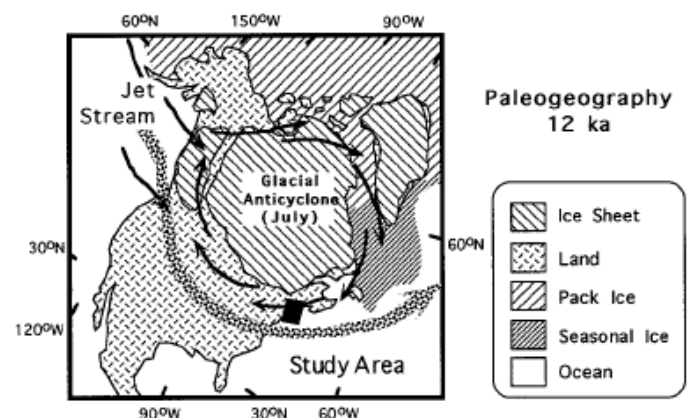 60ºN 150ºW 90ºW
Jet
Stream
Paleogeography
12 ka
Glacial
Anticyclone
(July)
Ice Sheet
Land
Pack Ice
Seasonal Ice
Ocean
30ºN
60ºN
120ºW
Study Area
90ºW 30ºN 60ºW